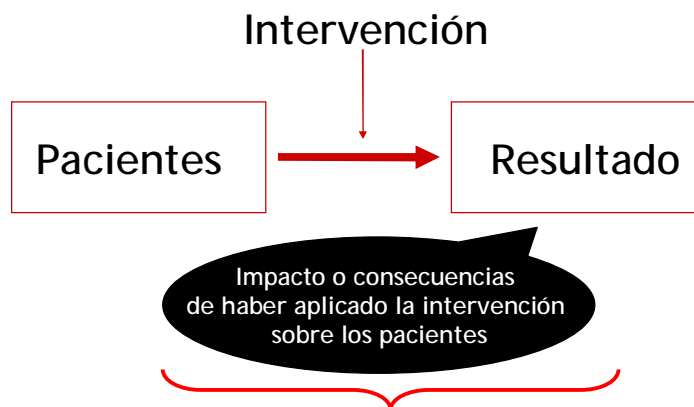 Intervención
Pacientes
Resultado
Impacto o consecuencias
de haber aplicado la intervención
sobre los pacientes